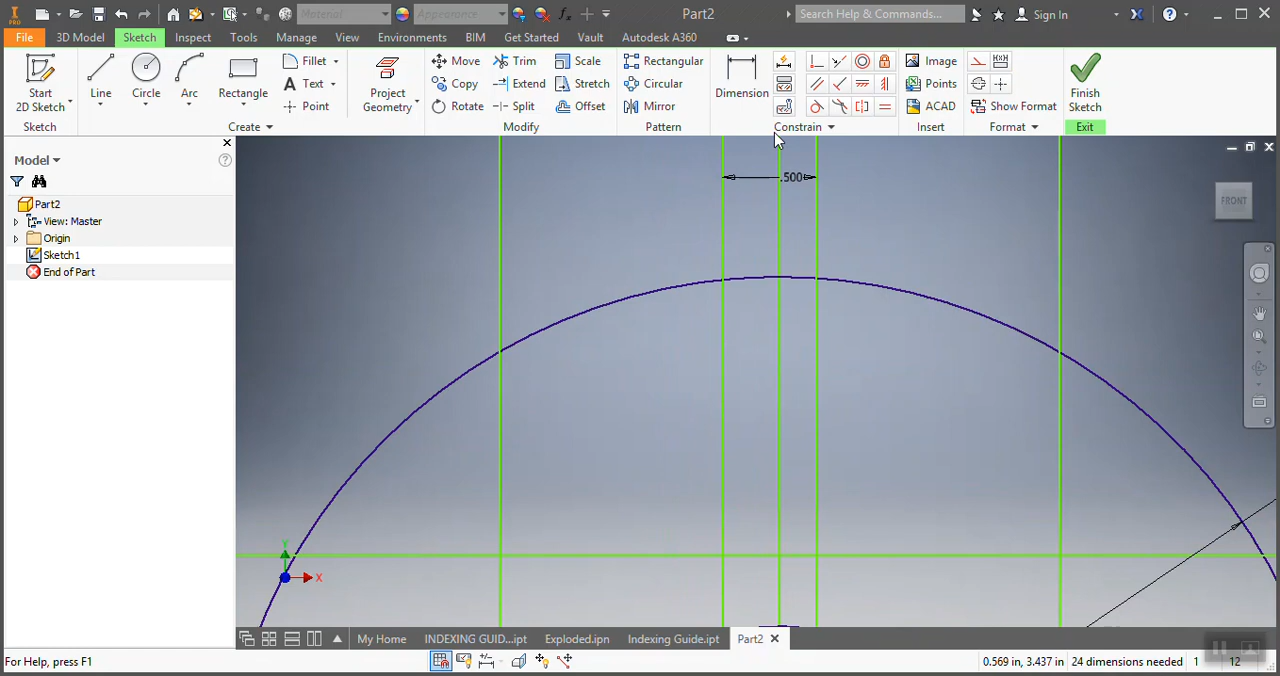 PRO
Material
Appearance
fx
Part2
Search Help & Commands...
Sign In
File
3D Model
Sketch
Inspect
Tools
Manage
View
Environments
BIM
Get Started
Vault
Autodesk A360
Start
2D Sketch
Line
Circle
Arc
Rectangle
Fillet
Text
Point
Project
Geometry
Move
Copy
Rotate
Trim
Extend
Split
Scale
Stretch
Offset
Rectangular
Circular
Mirror
Dimension
Image
Points
ACAD
Show Format
Finish
Sketch
Sketch
Create
Modify
Pattern
Constrain
Insert
Format
Exit
Model
Part2
View: Master
Origin
Sketch1
End of Part
.500
FRONT
Y
X
My Home
INDEXING GUID...ipt
Exploded.ipn
Indexing Guide.ipt
Part2
For Help, press F1
0.569 in, 3.437 in
24 dimensions needed
1
12